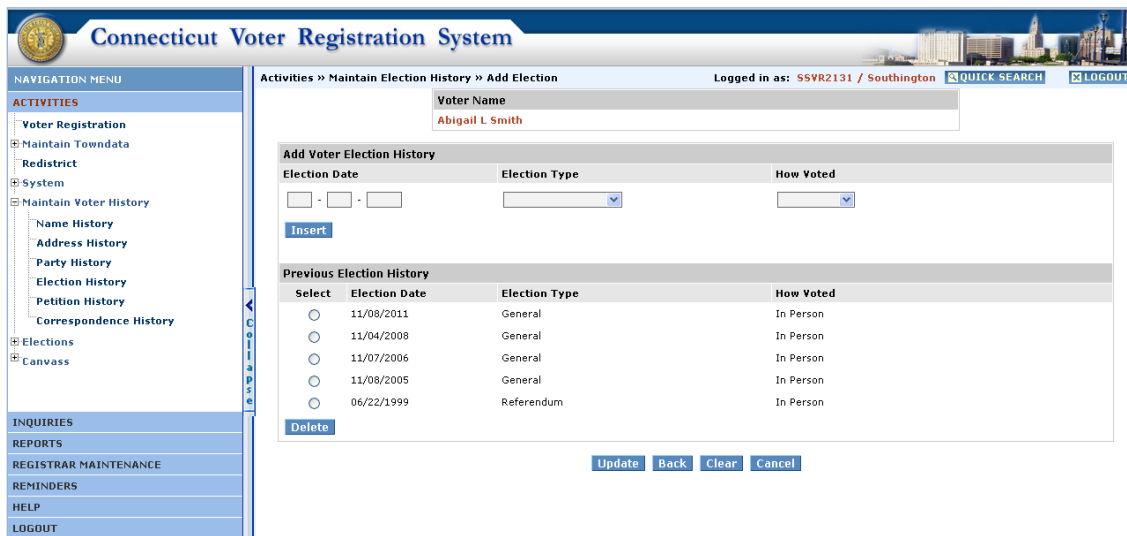 Connecticut Voter Registration System
NAVIGATION MENU
Activities » Maintain Election History » Add Election
Logged in as: SSVR2131 / Southington
QUICK SEARCH
LOGOUT
ACTIVITIES
Voter Registration
Maintain Towndata
Redistrict
System
Maintain Voter History
Name History
Address History
Party History
Election History
Petition History
Correspondence History
Elections
Canvass
INQUIRIES
REPORTS
REGISTRAR MAINTENANCE
REMINDERS
HELP
LOGOUT
Collapse
Voter Name
Abigail L Smith
Add Voter Election History
Election Date Election Type How Voted
- -
Insert
Previous Election History
Select Election Date Election Type How Voted
11/08/2011 General In Person
11/04/2008 General In Person
11/07/2006 General In Person
11/08/2005 General In Person
06/22/1999 Referendum In Person
Delete
Update Back Clear Cancel